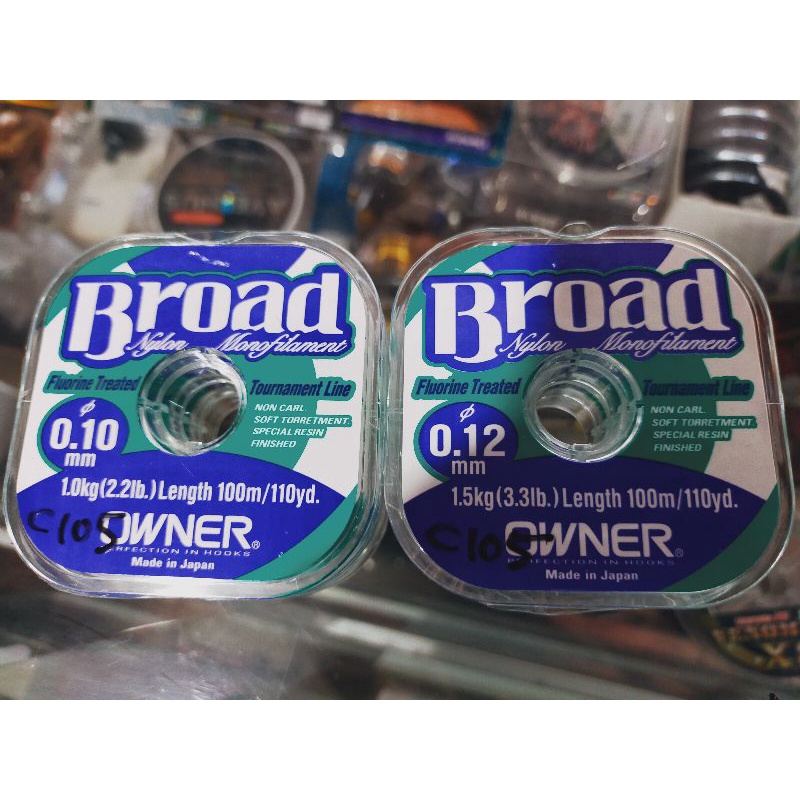 Broad
Nylon Monofilament
Fluorine Treated
Tournament Line
ϕ
0.10
mm
NON CARL.
SOFT TORRETMENT.
SPECIAL RESIN
FINISHED
1.0kg(2.2lb.) Length 100m/110yd.
C105
OWNER®
PERFECTION IN HOOKS
Made in Japan
Broad
Nylon Monofilament
Fluorine Treated
Tournament Line
ϕ
0.12
mm
NON CARL.
SOFT TORRETMENT.
SPECIAL RESIN
FINISHED
1.5kg(3.3lb.) Length 100m/110yd.
C105
OWNER®
PERFECTION IN HOOKS
Made in Japan